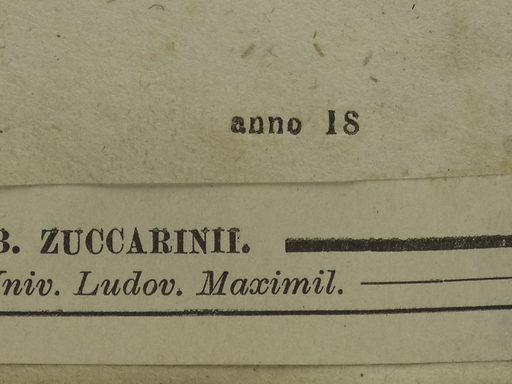 anno 18
B. ZUCCARINII.
Univ. Ludov. Maximil.